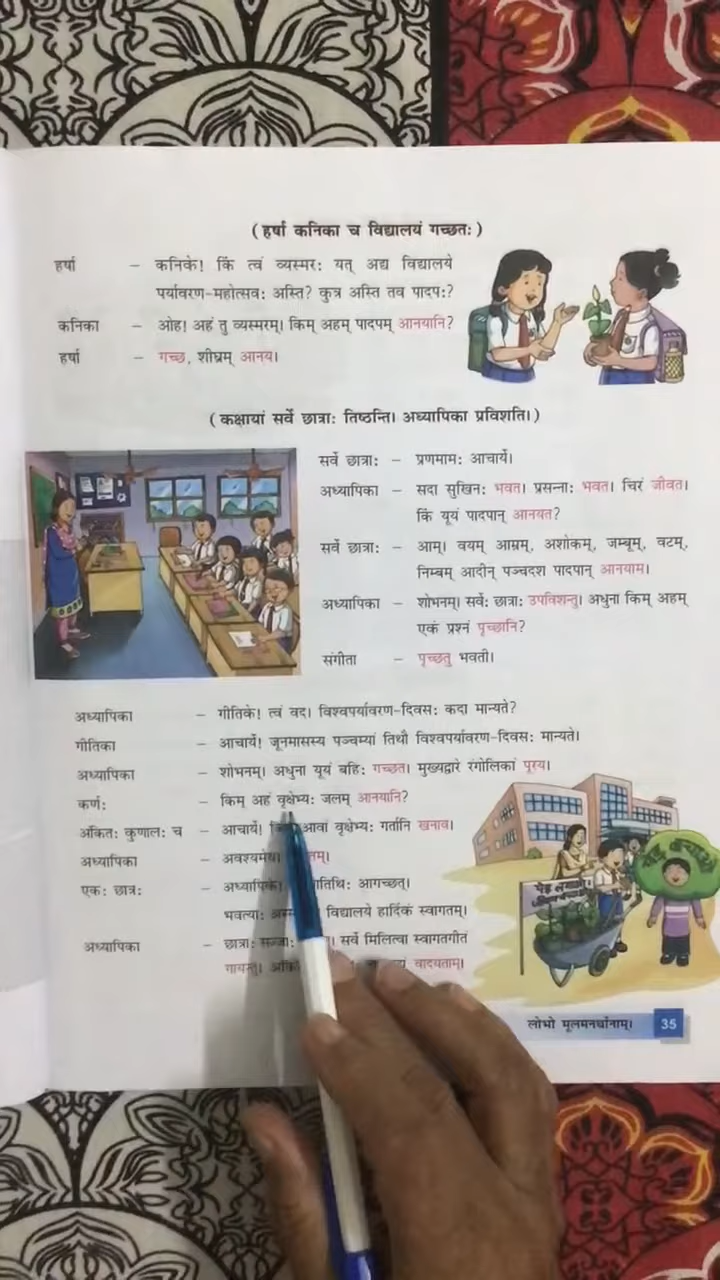 (हर्षा कनिका च विद्यालयं गच्छतः)
हर्षा – कनिके! किं त्वं व्यस्मरः यत् अद्य विद्यालये
पर्यावरण-महोत्सवः अस्ति? कुत्र अस्ति तव पादपः?
कनिका – ओह! अहं तु व्यस्मरम्। किम् अहम् पादपम् आनयानि?
हर्षा – गच्छ, शीघ्रम् आनय।
(कक्षायां सर्वे छात्राः तिष्ठन्ति। अध्यापिका प्रविशति।)
सर्वे छात्राः – प्रणमामः आचार्ये।
अध्यापिका – सदा सुखिनः भवत। प्रसन्नाः भवत। चिरं जीवत।
किं यूयं पादपान् आनयत?
सर्वे छात्राः – आम्। वयम् आम्रम्, अशोकम्, जम्बूम्, वटम्,
निम्बम् आदीन् पञ्चदश पादपान् आनयाम।
अध्यापिका – शोभनम्। सर्वेः छात्राः उपविशन्तु। अधुना किम् अहम्
एकं प्रश्नं पृच्छानि?
संगीता – पृच्छतु भवती।
अध्यापिका – गीतिके! त्वं वद। विश्वपर्यावरण-दिवसः कदा मान्यते?
गीतिका – आचार्ये! जूनमासस्य पञ्चम्यां तिथौ विश्वपर्यावरण-दिवसः मान्यते।
अध्यापिका – शोभनम्। अधुना यूयं बहिः गच्छत। मुख्यद्वारे रंगोलिकां पूरय।
कर्णः – किम् अहं वृक्षेभ्यः जलम् आनयानि?
अंकितः कुणालः च – आचार्ये! आवां वृक्षेभ्यः गर्तानि खनाव।
अध्यापिका –
एकः छात्रः – आगच्छत्।
भवत्याः विद्यालये हार्दिकं स्वागतम्।
अध्यापिका – छात्राः सर्वे मिलित्वा स्वागतगीतं
गायन्तु। वादयताम्।
पेड़ लगाओ
लोभो मूलमनर्थानाम्। 35